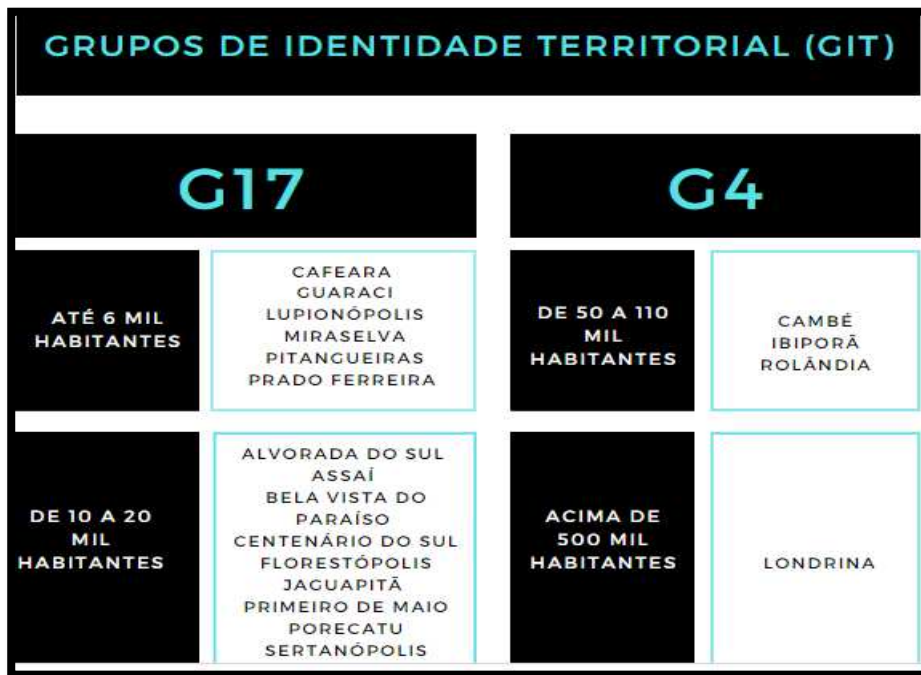 GRUPOS DE IDENTIDADE TERRITORIAL (GIT)
G17
ATÉ 6 MIL
HABITANTES
CAFEARA
GUARACI
LUPIONÓPOLIS
MIRASELVA
PITANGUEIRAS
PRADO FERREIRA
DE 10 A 20
MIL
HABITANTES
ALVORADA DO SUL
ASSAÍ
BELA VISTA DO
PARAÍSO
CENTENÁRIO DO SUL
FLORESTÓPOLIS
JAGUAPITÃ
PRIMEIRO DE MAIO
PORECATU
SERTANÓPOLIS
G4
DE 50 A 110
MIL
HABITANTES
CAMBÉ
IBIPORÃ
ROLÂNDIA
ACIMA DE
500 MIL
HABITANTES
LONDRINA